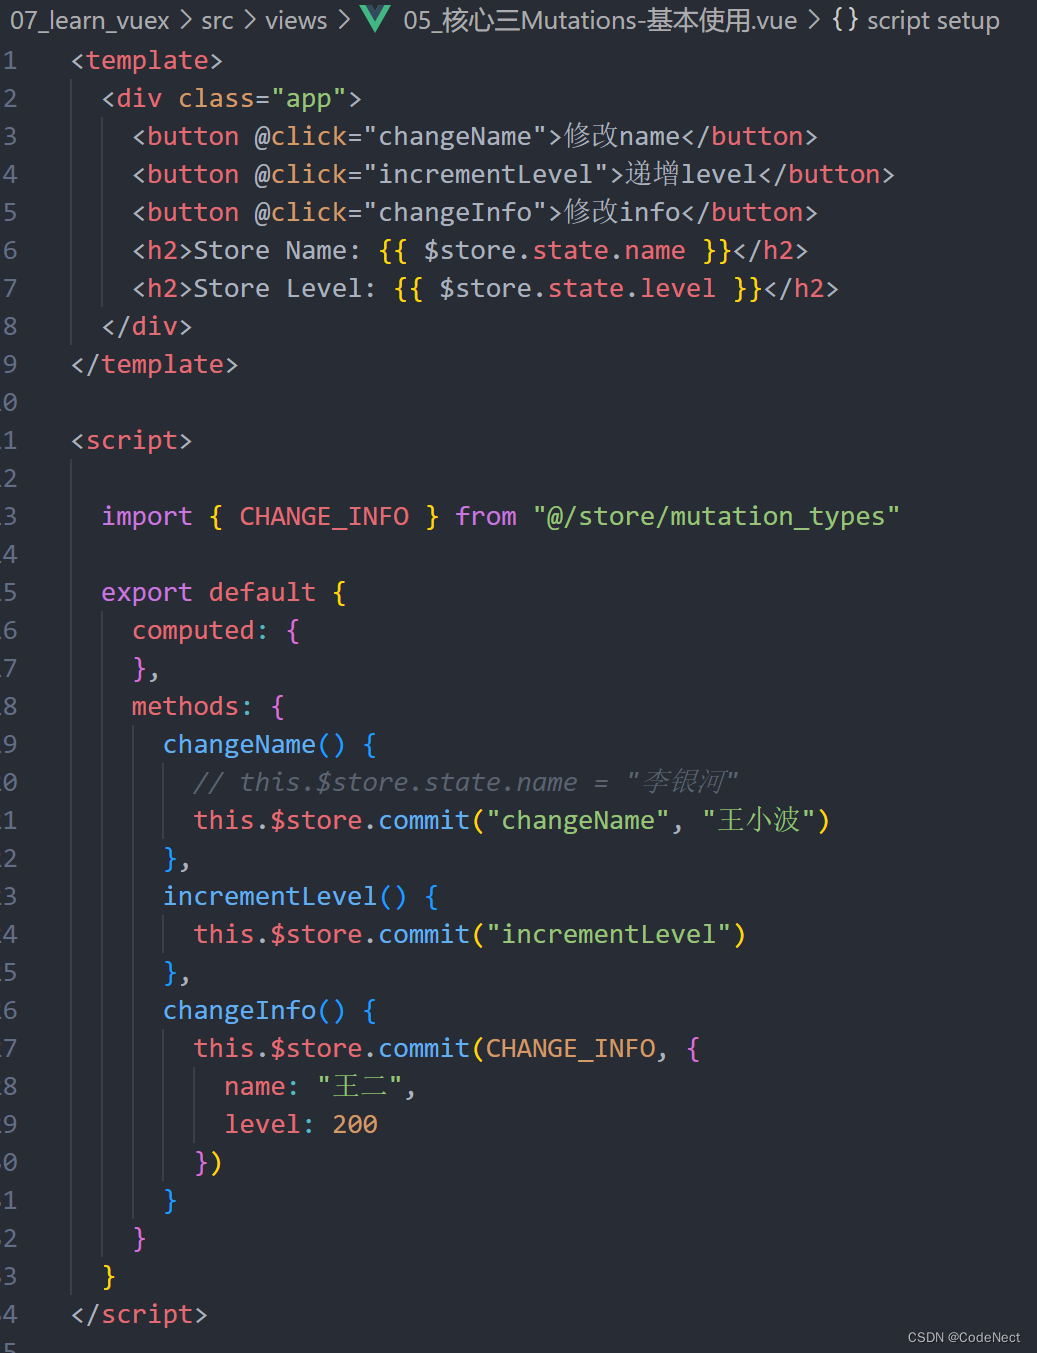 07_learn_vuex > src > views > 05_核心三Mutations-基本使用.vue > {} script setup
1 <template>
2 <div class="app">
3 <button @click="changeName">修改name</button>
4 <button @click="incrementLevel">递增level</button>
5 <button @click="changeInfo">修改info</button>
6 <h2>Store Name: {{ $store.state.name }}</h2>
7 <h2>Store Level: {{ $store.state.level }}</h2>
8 </div>
9 </template>
0
1 <script>
2
3 import { CHANGE_INFO } from "@/store/mutation_types"
4
5 export default {
6 computed: {
7 },
8 methods: {
9 changeName() {
0 // this.$store.state.name = "李银河"
1 this.$store.commit("changeName", "王小波")
2 },
3 incrementLevel() {
4 this.$store.commit("incrementLevel")
5 },
6 changeInfo() {
7 this.$store.commit(CHANGE_INFO, {
8 name: "王二",
9 level: 200
0 })
1 }
2 }
3 }
4 </script>
5
CSDN @CodeNect